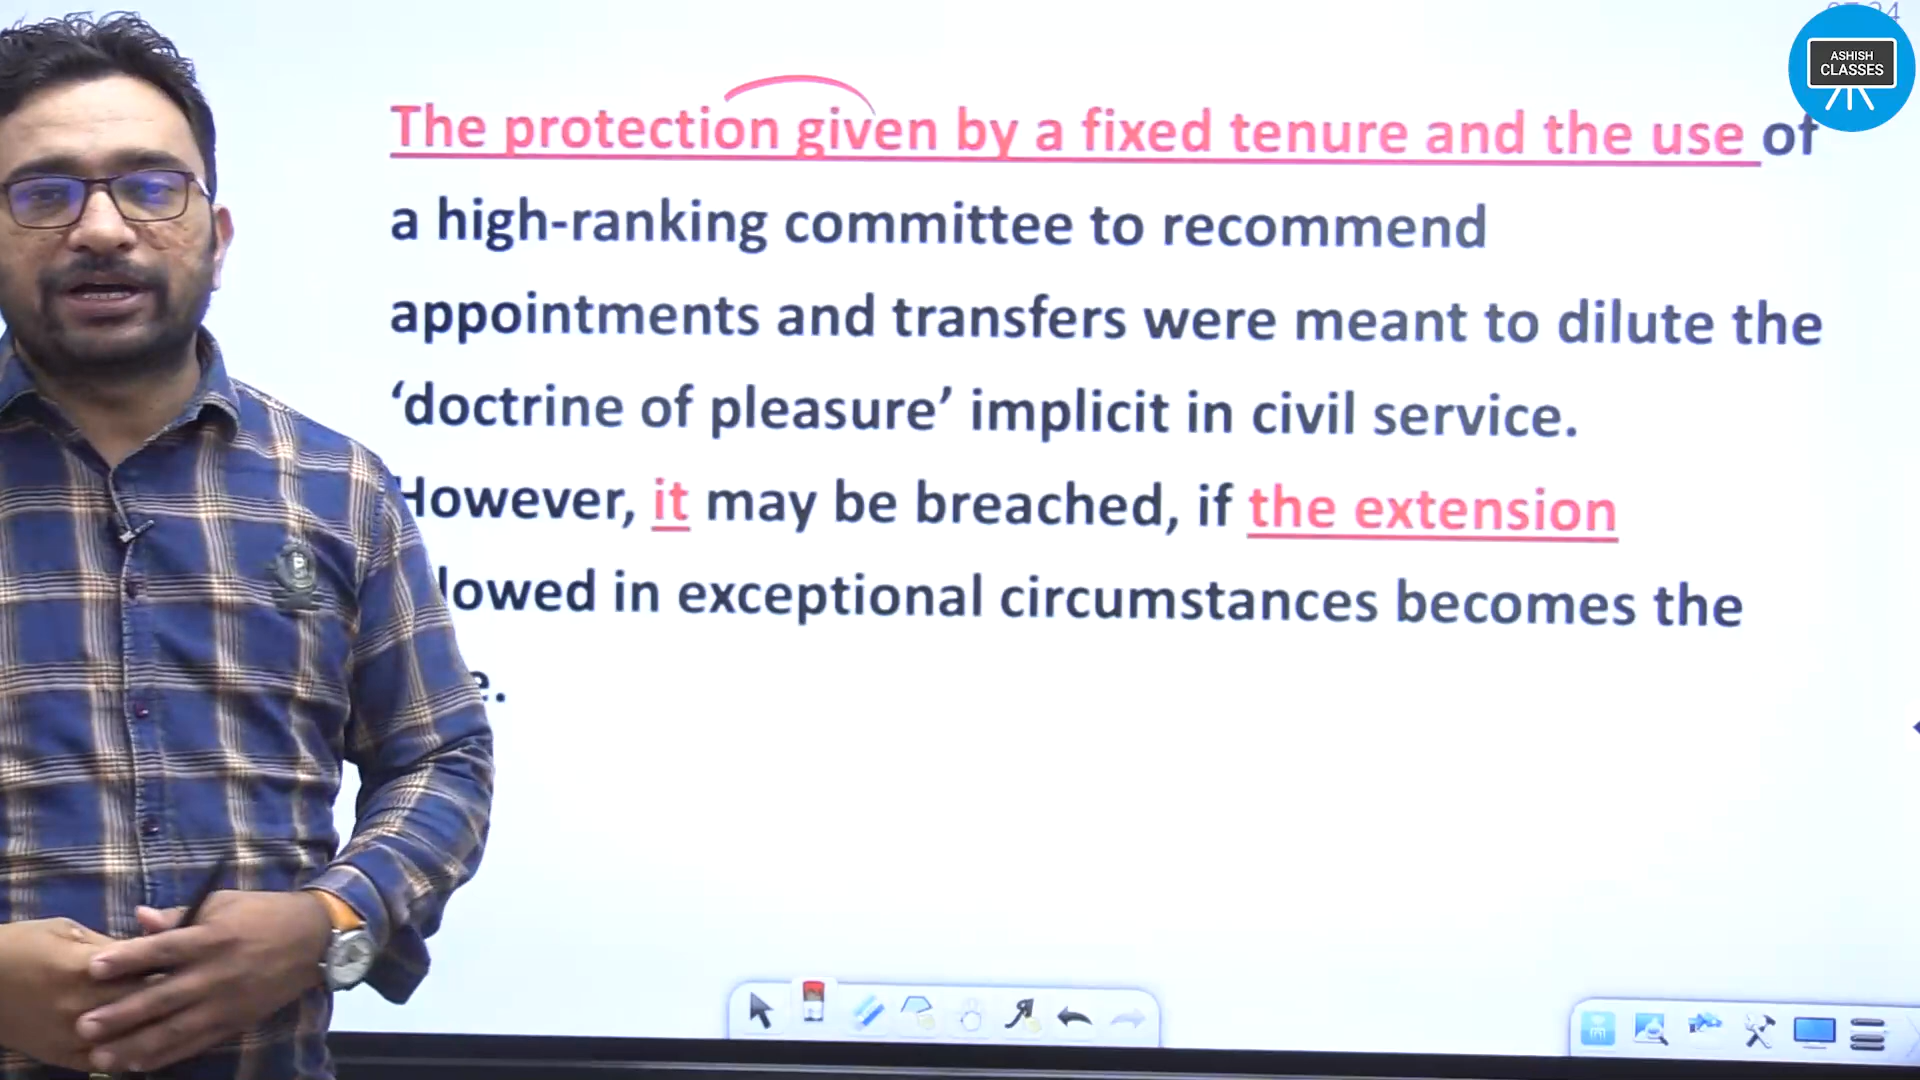 ASHISH
CLASSES
The protection given by a fixed tenure and the use of
a high-ranking committee to recommend
appointments and transfers were meant to dilute the
‘doctrine of pleasure’ implicit in civil service.
However, it may be breached, if the extension
lowed in exceptional circumstances becomes the
e.